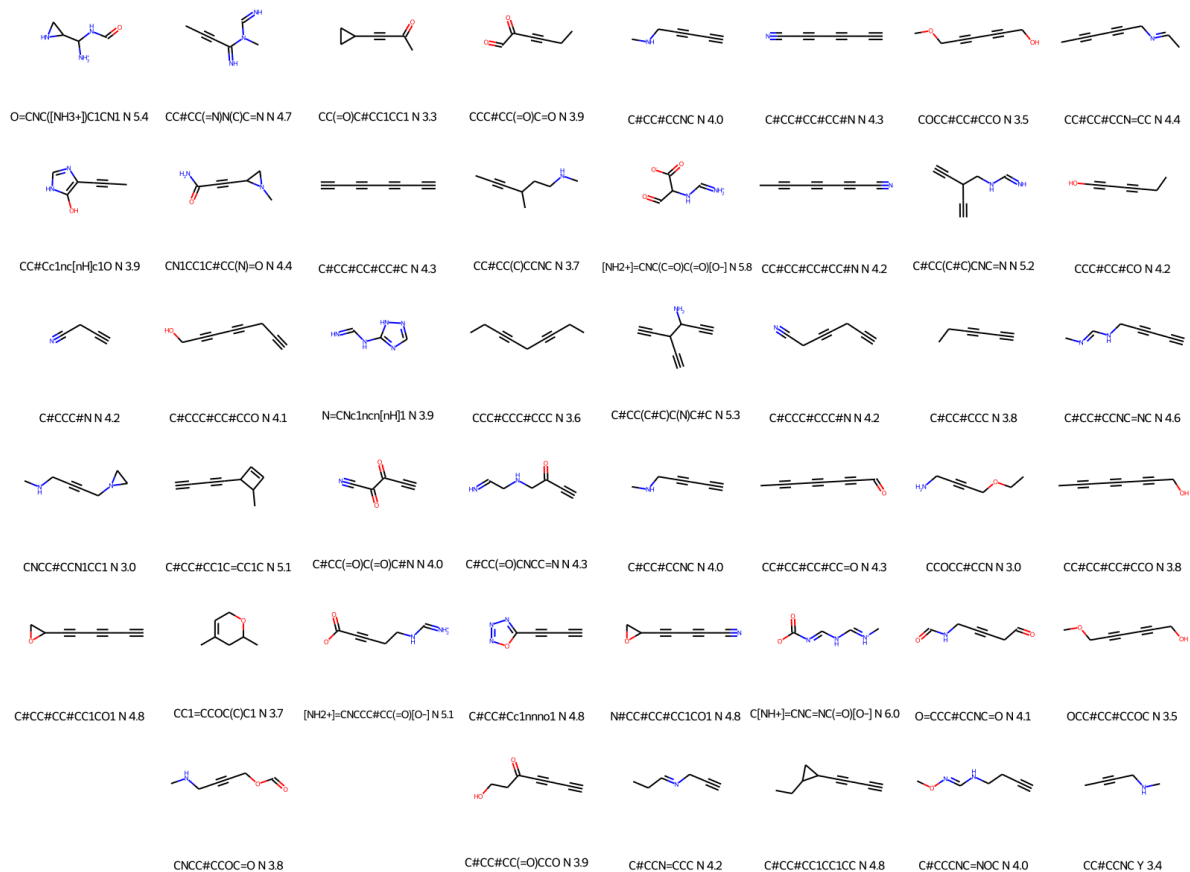 O=CNC([NH3+])C1CN1 N 5.4
CC#CC(=N)N(C)C=N N 4.7
CC(=O)C#CC1CC1 N 3.3
CCC#CC(=O)C=O N 3.9
C#CC#CCNC N 4.0
C#CC#CC#CC#N N 4.3
COCC#CC#CCO N 3.5
CC#CC#CCN=CC N 4.4
CC#Cc1nc[nH]c1O N 3.9
CN1CC1C#CC(N)=O N 4.4
C#CC#CC#CC#C N 4.3
CC#CC(C)CCNC N 3.7
[NH2+]=CNC(C=O)C(=O)[O-] N 5.8
CC#CC#CC#CC#N N 4.2
C#CC(C#C)CNC=N N 5.2
CCC#CC#CO N 4.2
C#CCC#N N 4.2
C#CCC#CC#CCO N 4.1
N=CNc1ncn[nH]1 N 3.9
CCC#CCC#CCC N 3.6
C#CC(C#C)C(N)C#C N 5.3
C#CCC#CCC#N N 4.2
C#CC#CCC N 3.8
C#CC#CCNC=NC N 4.6
CNCC#CCN1CC1 N 3.0
C#CC#CC1C=CC1C N 5.1
C#CC(=O)C(=O)C#N N 4.0
C#CC(=O)CNCC=N N 4.3
C#CC#CCNC N 4.0
CC#CC#CC#CC=O N 4.3
CCOCC#CCN N 3.0
CC#CC#CC#CCO N 3.8
C#CC#CC#CC1CO1 N 4.8
CC1=CCOC(C)C1 N 3.7
[NH2+]=CNCCC#CC(=O)[O-] N 5.1
C#CC#Cc1nnno1 N 4.8
N#CC#CC#CC1CO1 N 4.8
C[NH+]=CNC=NC(=O)[O-] N 6.0
O=CCC#CCNC=O N 4.1
OCC#CC#CCOC N 3.5
CNCC#CCOC=O N 3.8
C#CC#CC(=O)CCO N 3.9
C#CCN=CCC N 4.2
C#CC#CC1CC1CC N 4.8
C#CCCNC=NOC N 4.0
CC#CCNC Y 3.4